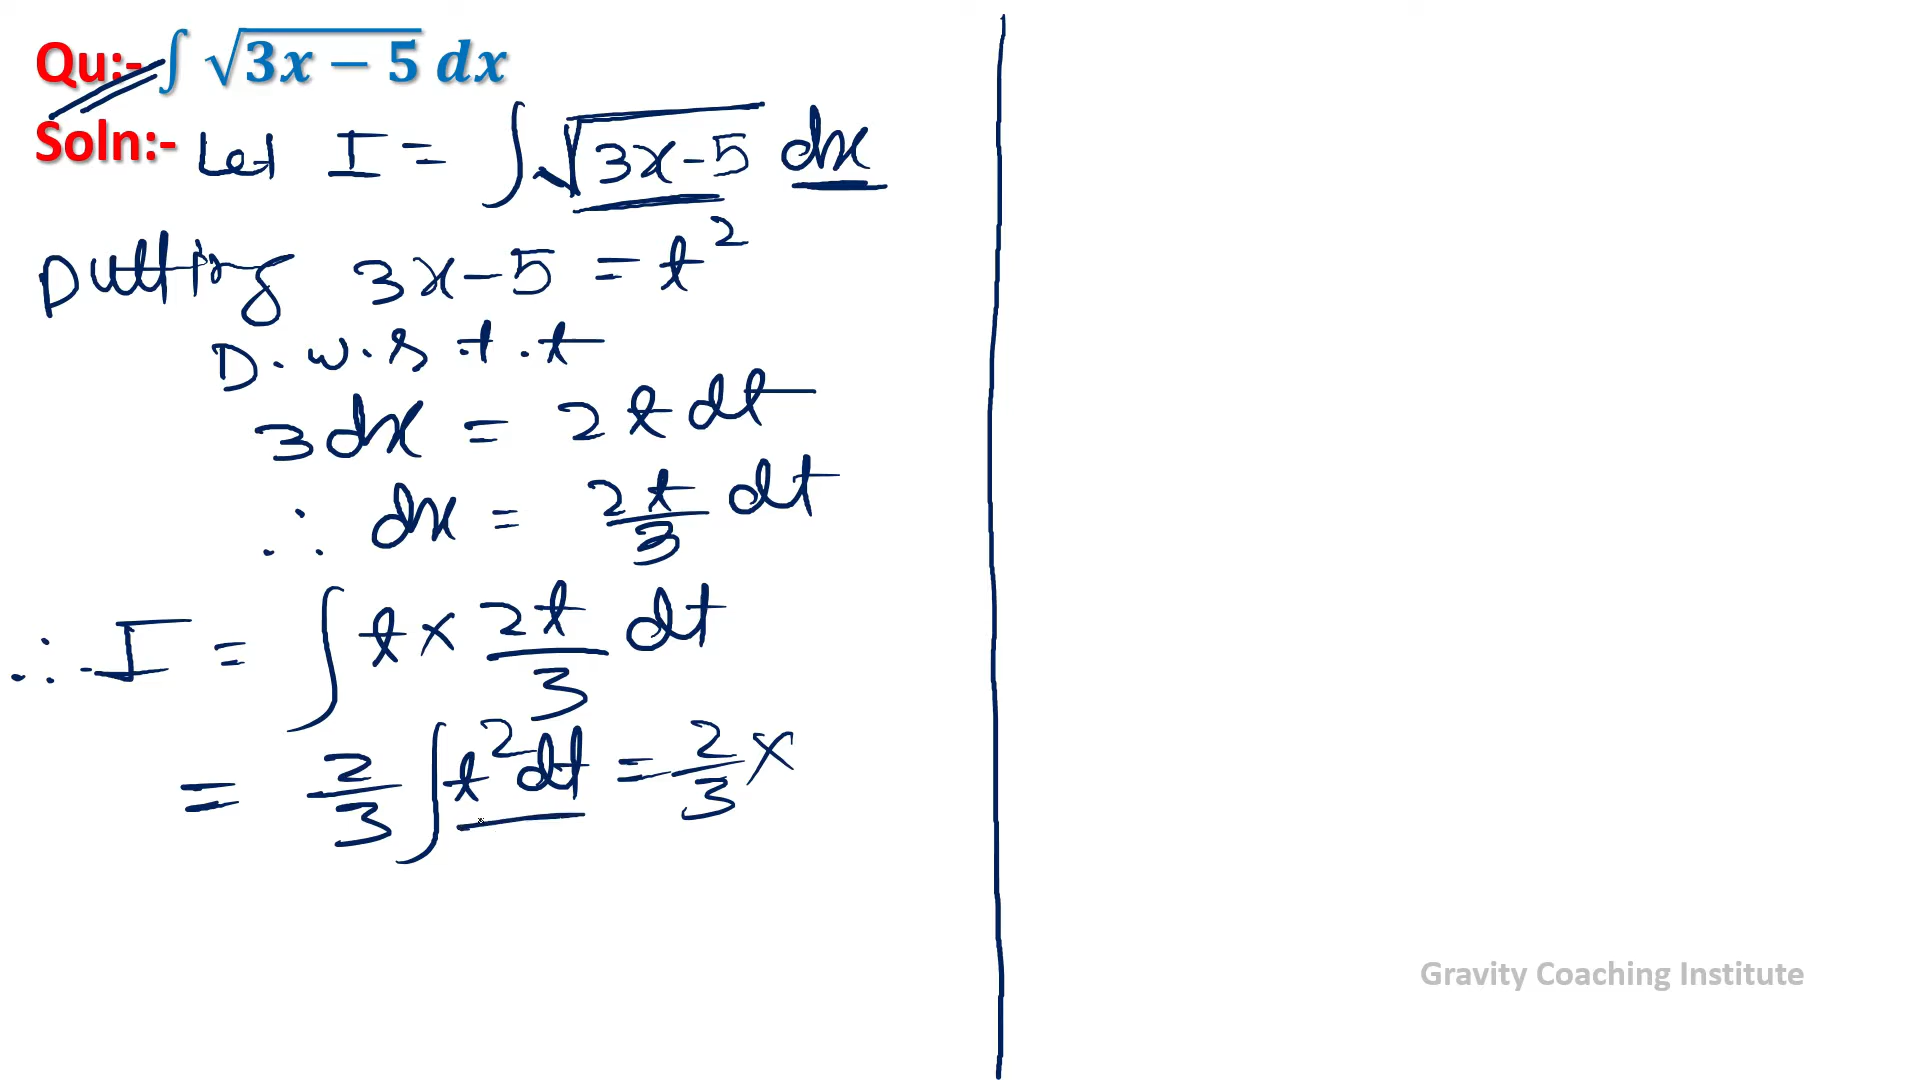 Qu:- ∫ √(3x − 5) dx
Soln:- Let I = ∫ √(3x-5) dx
putting 3x-5 = t²
D.w.r.t.t
3dx = 2t dt
∴ dx = 2t/3 dt
∴ I = ∫ t × 2t/3 dt
= 2/3 ∫ t² dt = 2/3 ×
Gravity Coaching Institute